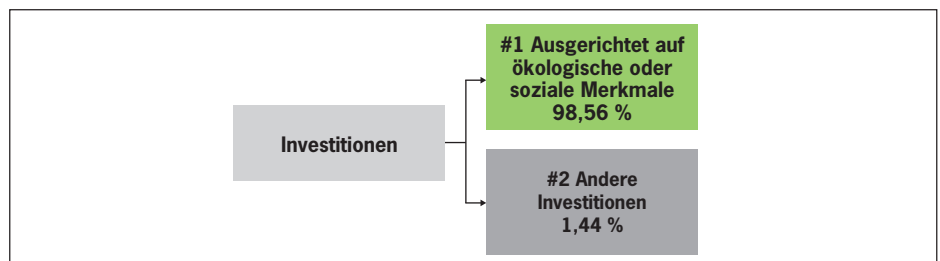 #1 Ausgerichtet auf
ökologische oder
soziale Merkmale
98,56 %
Investitionen
#2 Andere
Investitionen
1,44 %